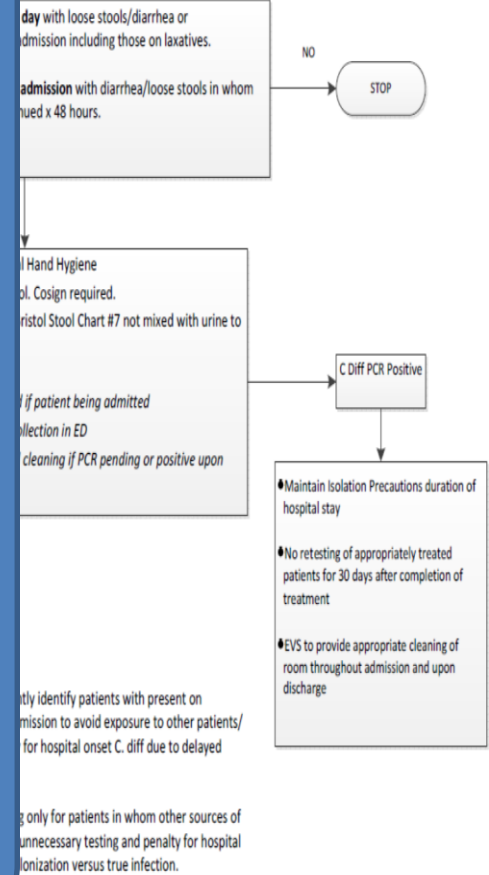 day with loose stools/diarrhea or
admission including those on laxatives.
NO
STOP
admission with diarrhea/loose stools in whom
nued x 48 hours.
l Hand Hygiene
ol. Cosign required.
ristol Stool Chart #7 not mixed with urine to
C Diff PCR Positive
if patient being admitted
ollection in ED
cleaning if PCR pending or positive upon
●Maintain Isolation Precautions duration of
hospital stay
●No retesting of appropriately treated
patients for 30 days after completion of
treatment
●EVS to provide appropriate cleaning of
room throughout admission and upon
discharge
tly identify patients with present on
mission to avoid exposure to other patients/
for hospital onset C. diff due to delayed
g only for patients in whom other sources of
unnecessary testing and penalty for hospital
lonization versus true infection.